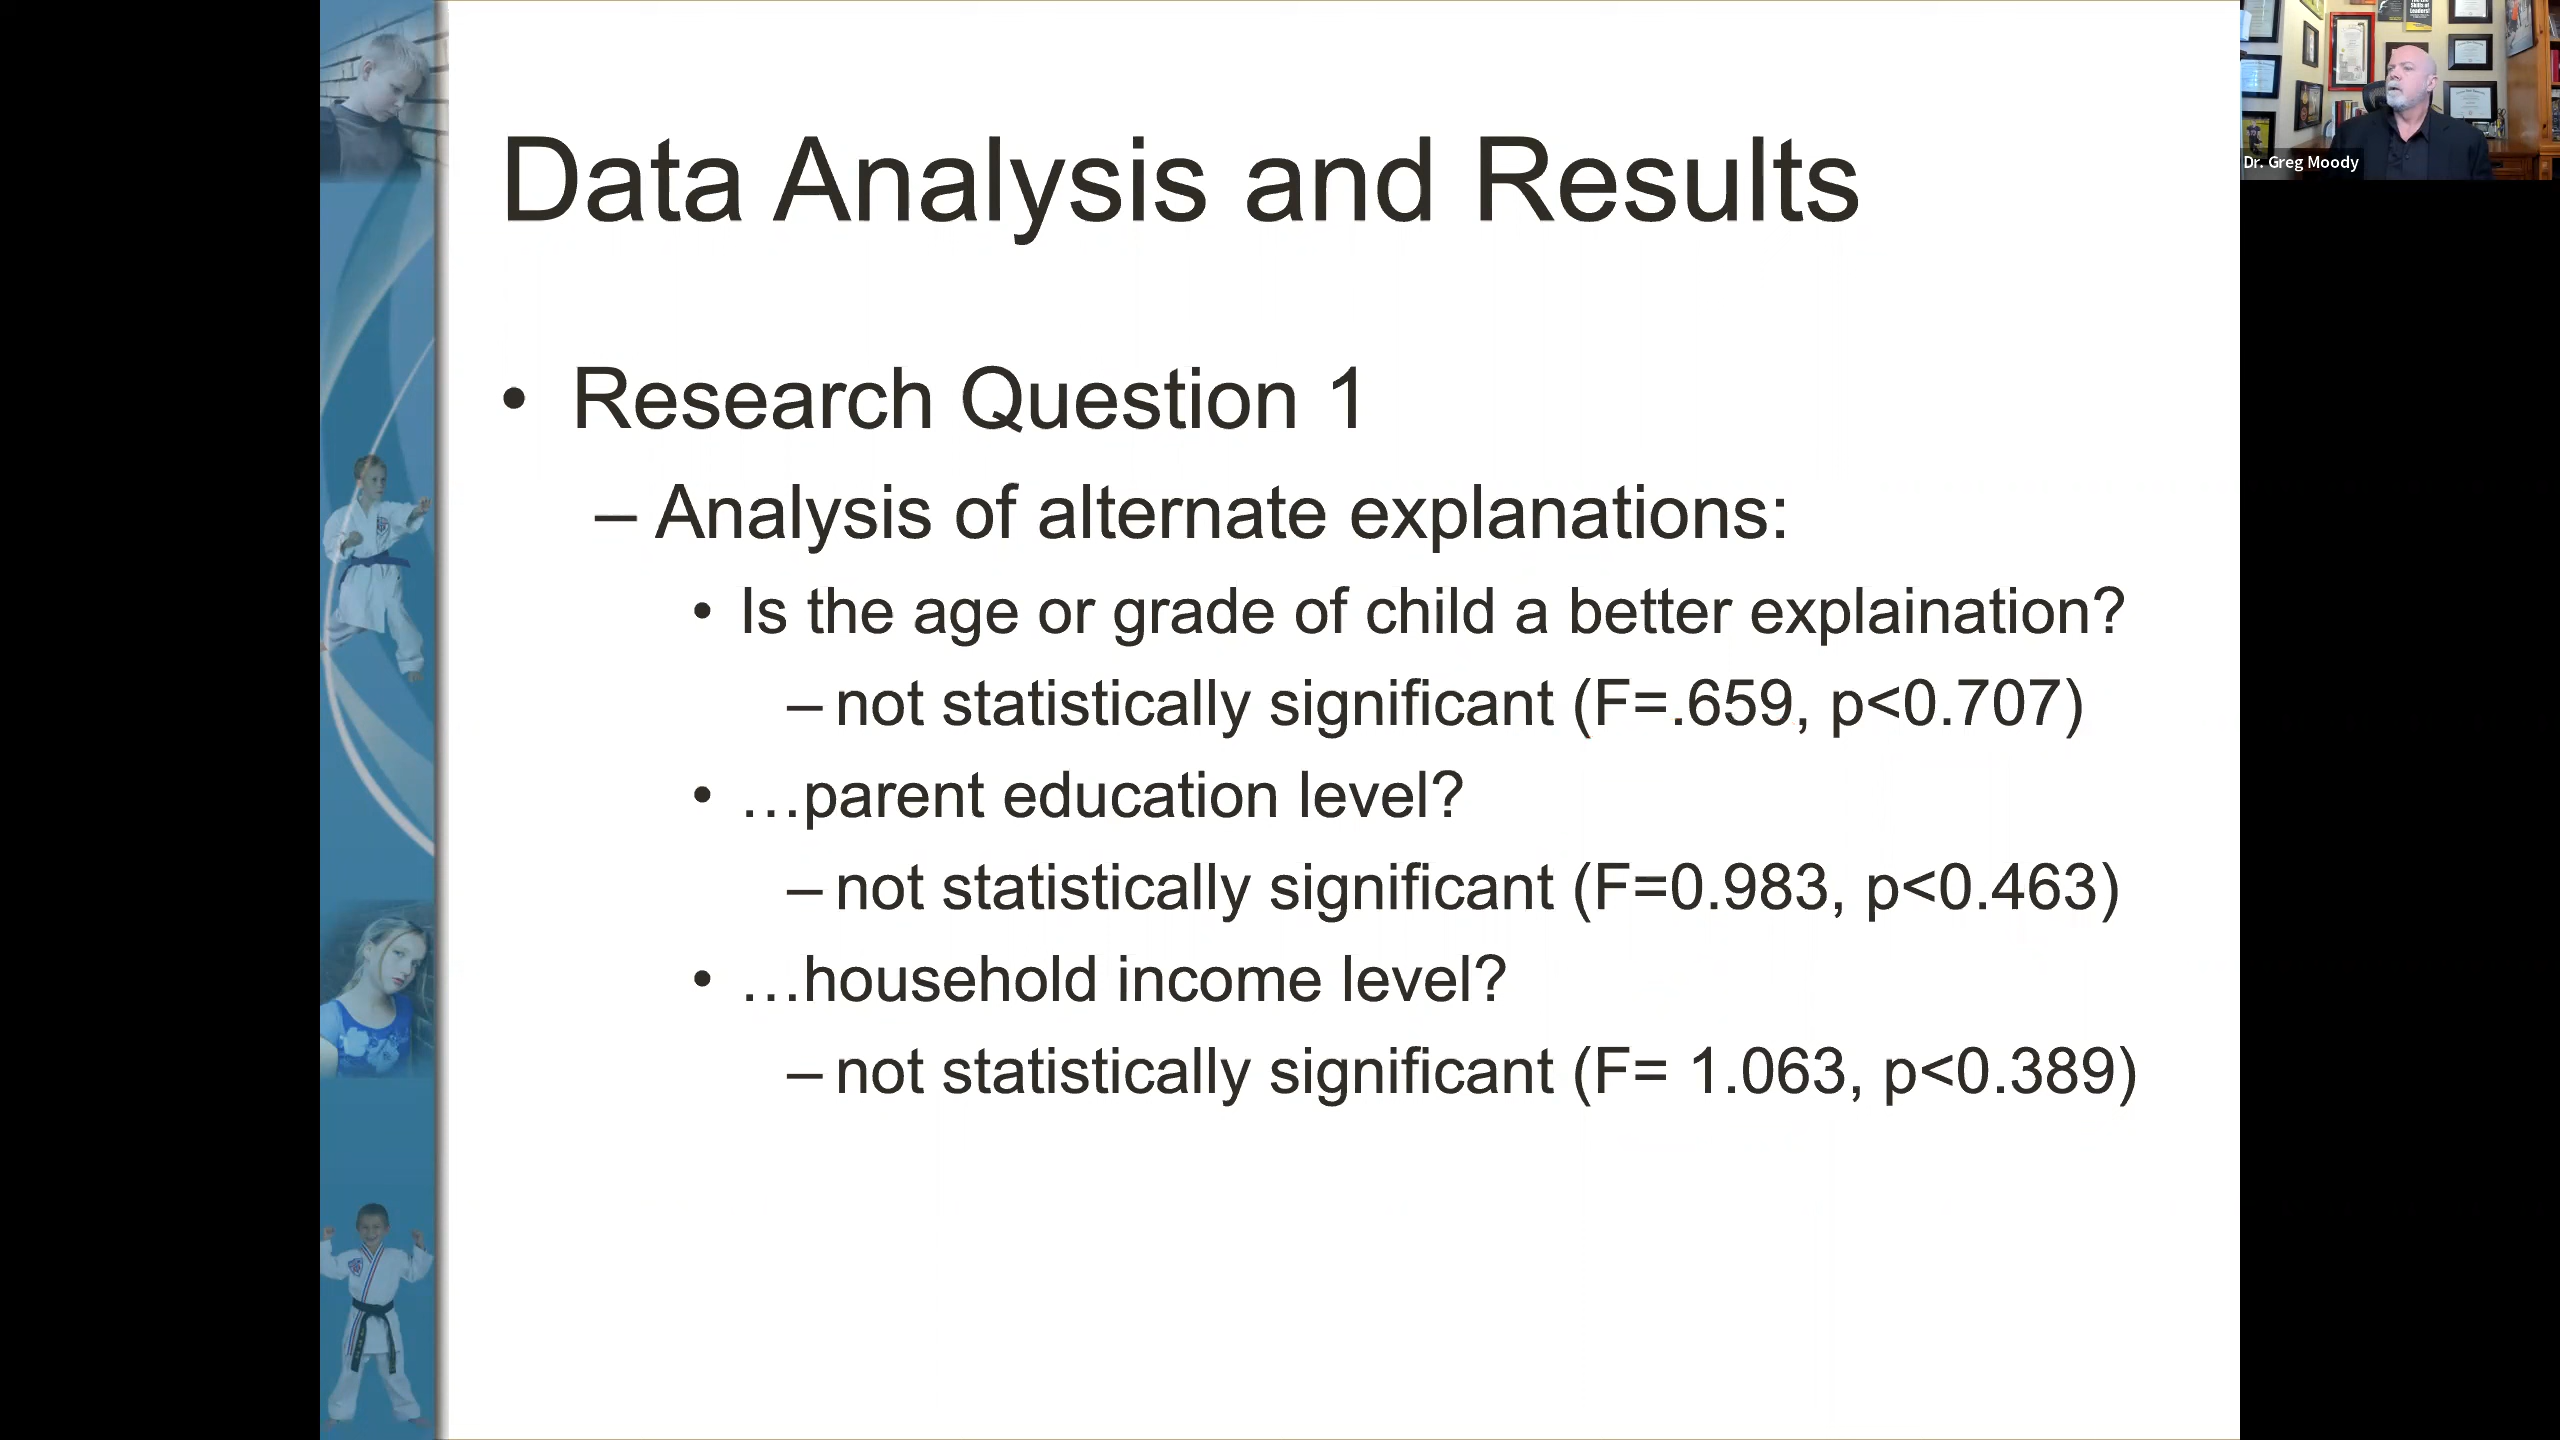 Data Analysis and Results
• Research Question 1
– Analysis of alternate explanations:
• Is the age or grade of child a better explaination?
– not statistically significant (F=.659, p<0.707)
• …parent education level?
– not statistically significant (F=0.983, p<0.463)
• …household income level?
– not statistically significant (F= 1.063, p<0.389)
Dr. Greg Moody